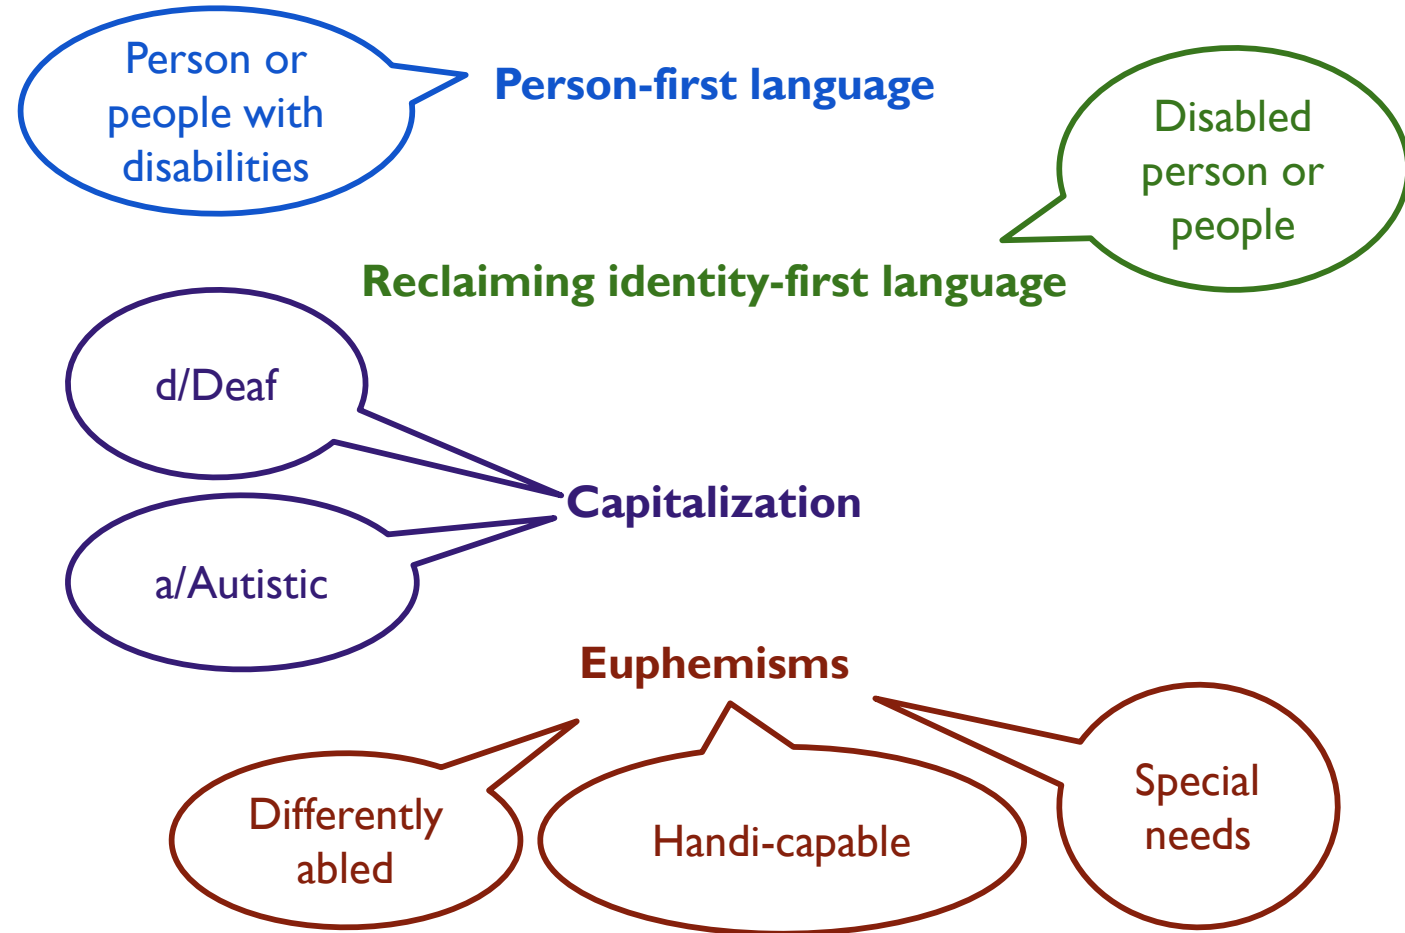 Person or
people with
disabilities
Person-first language
Disabled
person or
people
Reclaiming identity-first language
d/Deaf
Capitalization
a/Autistic
Euphemisms
Differently
abled
Handi-capable
Special
needs